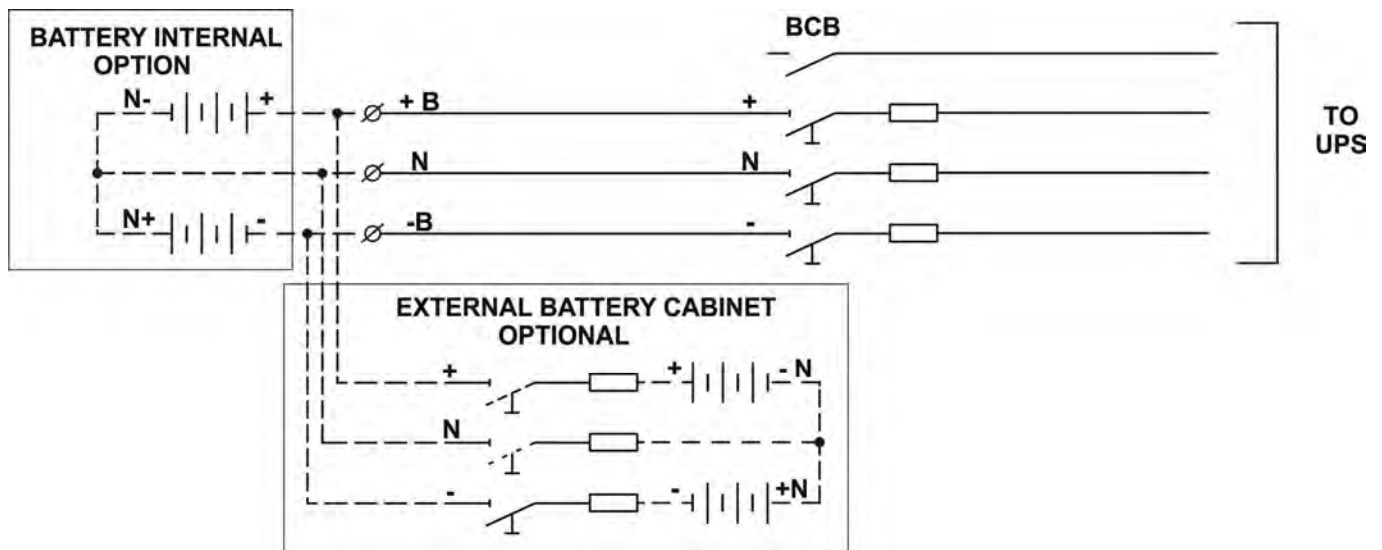 BATTERY INTERNAL
OPTION
BCB
N- +
+ B +
N N
N+ -
-B -
TO
UPS
EXTERNAL BATTERY CABINET
OPTIONAL
+ + - N
N
- - +N